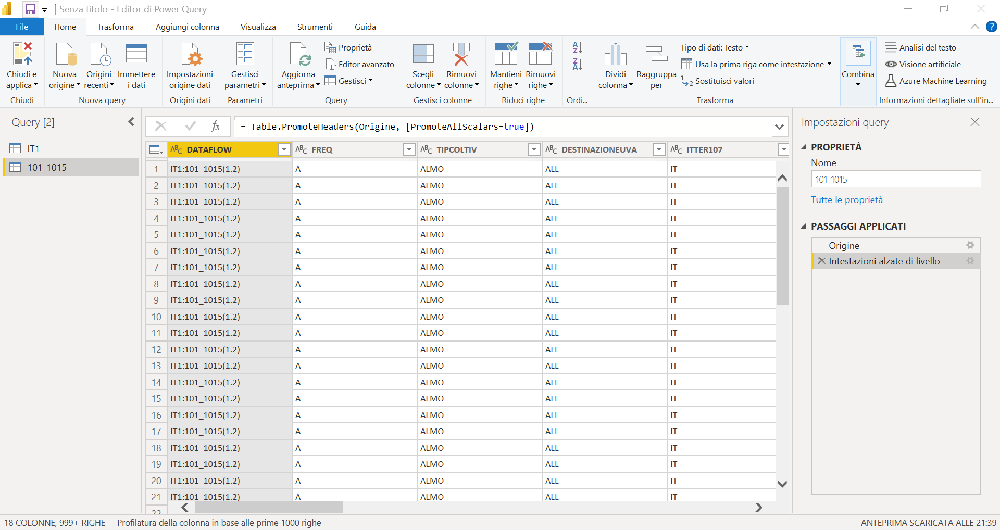 Senza titolo - Editor di Power Query
File Home Trasforma Aggiungi colonna Visualizza Strumenti Guida
Chiudi e applica
Nuova origine
Origini recenti
Immettere i dati
Impostazioni origine dati
Gestisci parametri
Aggiorna anteprima
Proprietà
Editor avanzato
Gestisci
Scegli colonne
Rimuovi colonne
Mantieni righe
Rimuovi righe
Dividi colonna
Raggruppa per
Tipo di dati: Testo
Usa la prima riga come intestazione
Sostituisci valori
Combina
Analisi del testo
Visione artificiale
Azure Machine Learning
Chiudi Nuova query Origini dati Parametri Query Gestisci colonne Riduci righe Ordi... Trasforma Informazioni dettagliate sull'in...
Query [2]
IT1
101_1015
fx
= Table.PromoteHeaders(Origine, [PromoteAllScalars=true])
ABC DATAFLOW ABC FREQ ABC TIPCOLTIV ABC DESTINAZIONEUVA ABC ITTER107
1 IT1:101_1015(1.2) A ALMO ALL IT
2 IT1:101_1015(1.2) A ALMO ALL IT
3 IT1:101_1015(1.2) A ALMO ALL IT
4 IT1:101_1015(1.2) A ALMO ALL IT
5 IT1:101_1015(1.2) A ALMO ALL IT
6 IT1:101_1015(1.2) A ALMO ALL IT
7 IT1:101_1015(1.2) A ALMO ALL IT
8 IT1:101_1015(1.2) A ALMO ALL IT
9 IT1:101_1015(1.2) A ALMO ALL IT
10 IT1:101_1015(1.2) A ALMO ALL IT
11 IT1:101_1015(1.2) A ALMO ALL IT
12 IT1:101_1015(1.2) A ALMO ALL IT
13 IT1:101_1015(1.2) A ALMO ALL IT
14 IT1:101_1015(1.2) A ALMO ALL IT
15 IT1:101_1015(1.2) A ALMO ALL IT
16 IT1:101_1015(1.2) A ALMO ALL IT
17 IT1:101_1015(1.2) A ALMO ALL IT
18 IT1:101_1015(1.2) A ALMO ALL IT
19 IT1:101_1015(1.2) A ALMO ALL IT
20 IT1:101_1015(1.2) A ALMO ALL IT
21 IT1:101_1015(1.2) A ALMO ALL IT
22
Impostazioni query
PROPRIETÀ
Nome
101_1015
Tutte le proprietà
PASSAGGI APPLICATI
Origine
Intestazioni alzate di livello
18 COLONNE, 999+ RIGHE Profilatura della colonna in base alle prime 1000 righe ANTEPRIMA SCARICATA ALLE 21:39